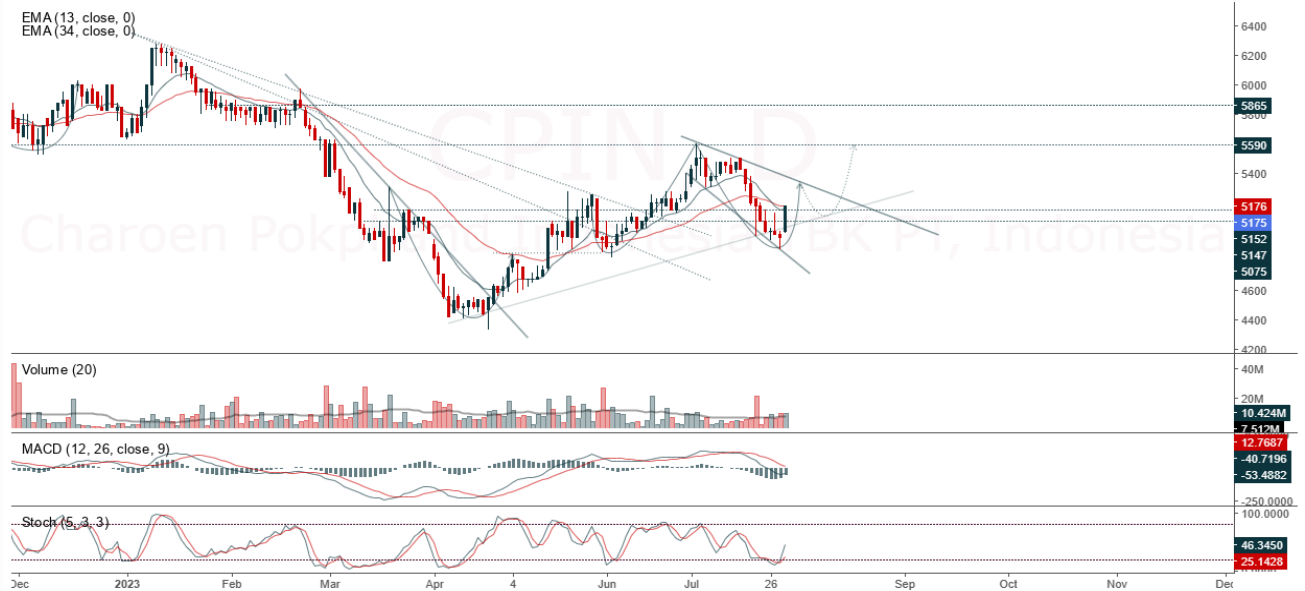 EMA (13, close, 0)
EMA (34, close, 0)
CPIN, D
Charoen Pokphand Indonesia Tbk PT, Indonesia
6400
6200
6000
5865
5800
5590
5400
5176
5175
5152
5147
5075
4600
4400
4200
Volume (20)
40M
20M
10.424M
7.512M
MACD (12, 26, close, 9)
12.7687
-40.7196
-53.4882
-250.0000
Stoch (5, 3, 3)
100.0000
46.3450
25.1428
Dec 2023 Feb Mar Apr 4 Jun Jul 26 Sep Oct Nov Dec